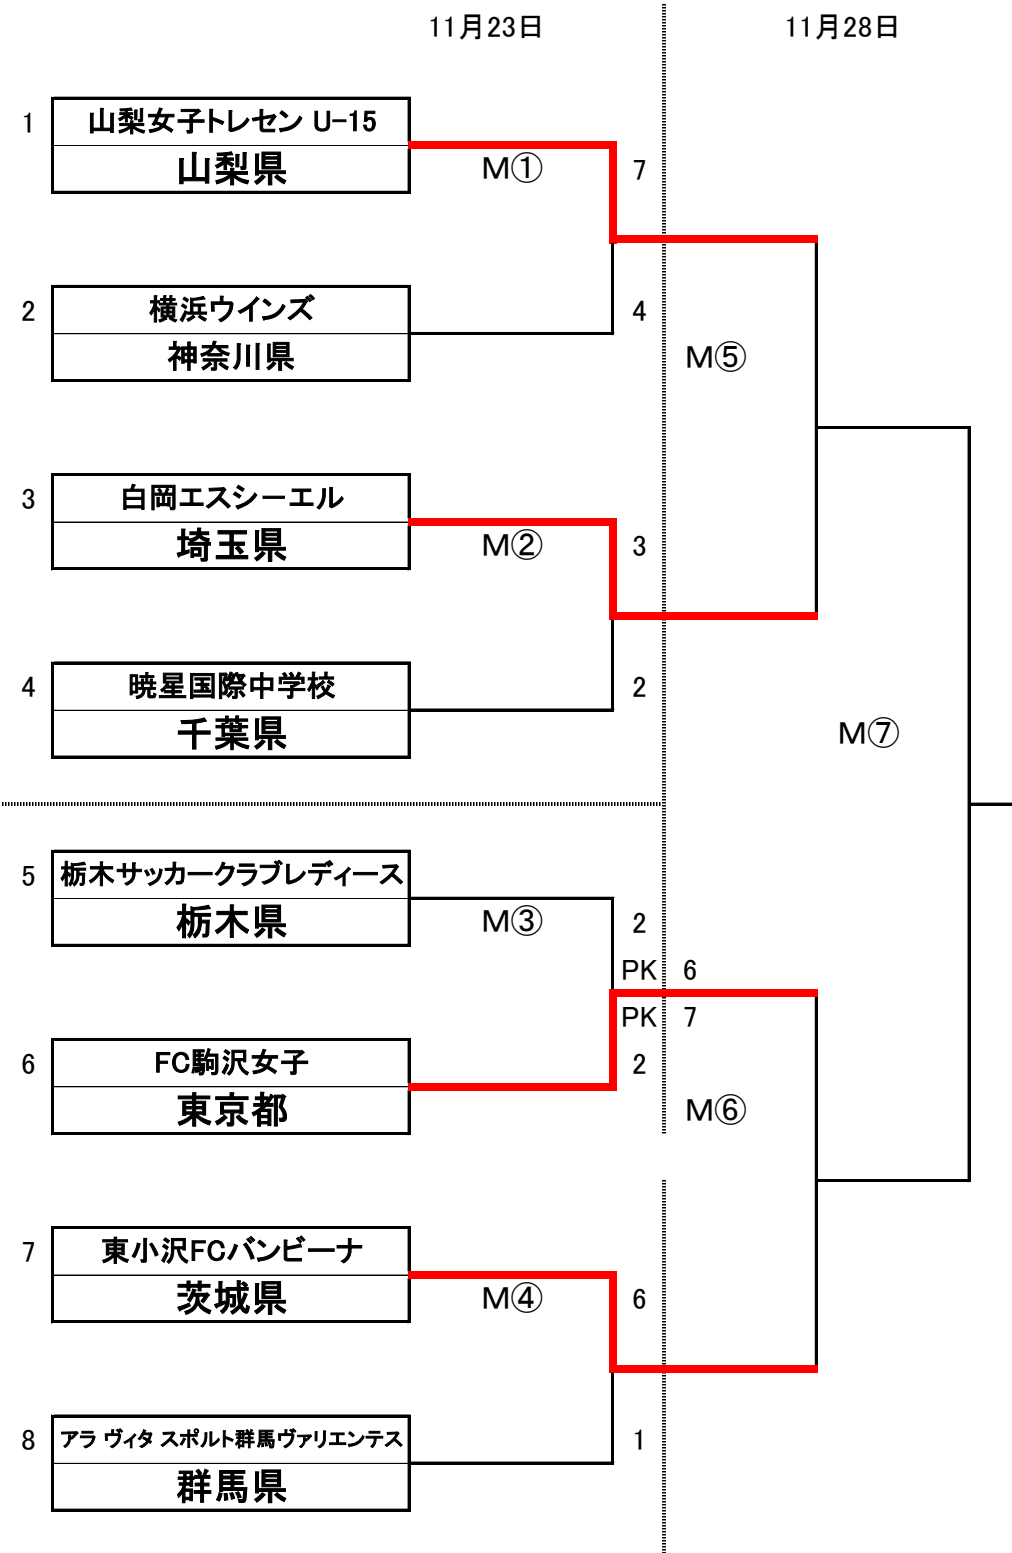 11月23日
11月28日
1
山梨女子トレセン U-15
山梨県
M①
7
2
横浜ウインズ
神奈川県
4
M⑤
3
白岡エスシーエル
埼玉県
M②
3
4
暁星国際中学校
千葉県
2
M⑦
5
栃木サッカークラブレディース
栃木県
M③
2
PK 6
PK 7
6
FC駒沢女子
東京都
2
M⑥
7
東小沢FCバンビーナ
茨城県
M④
6
8
アラ ヴィタ スポルト群馬ヴァリエンテス
群馬県
1